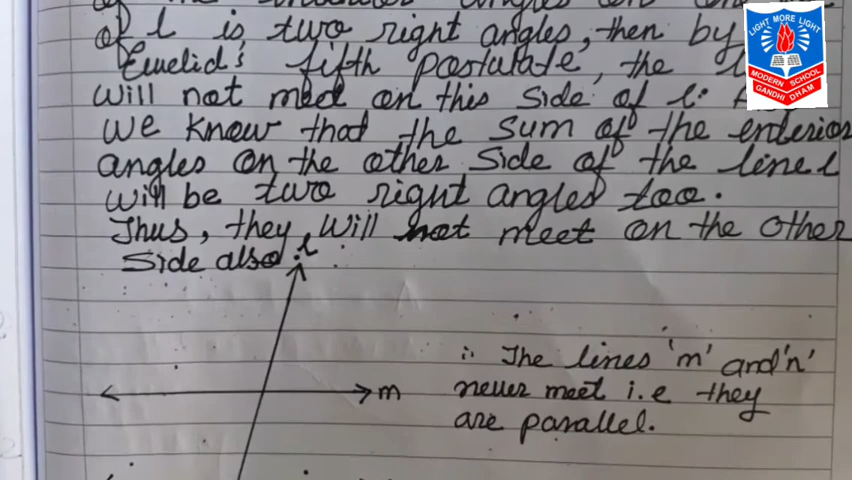 of l is two right angles, then by
Euclid's fifth postulate, the
will not meet on this side of l.
We know that the sum of the enterior
angles on the other side of the line l
will be two right angles too.
Thus, they will not meet on the other
side also.
l
∴ The lines 'm' and 'n'
never meet i.e they
are parallel.
m
LIGHT MORE LIGHT
MODERN SCHOOL
GANDHI DHAM